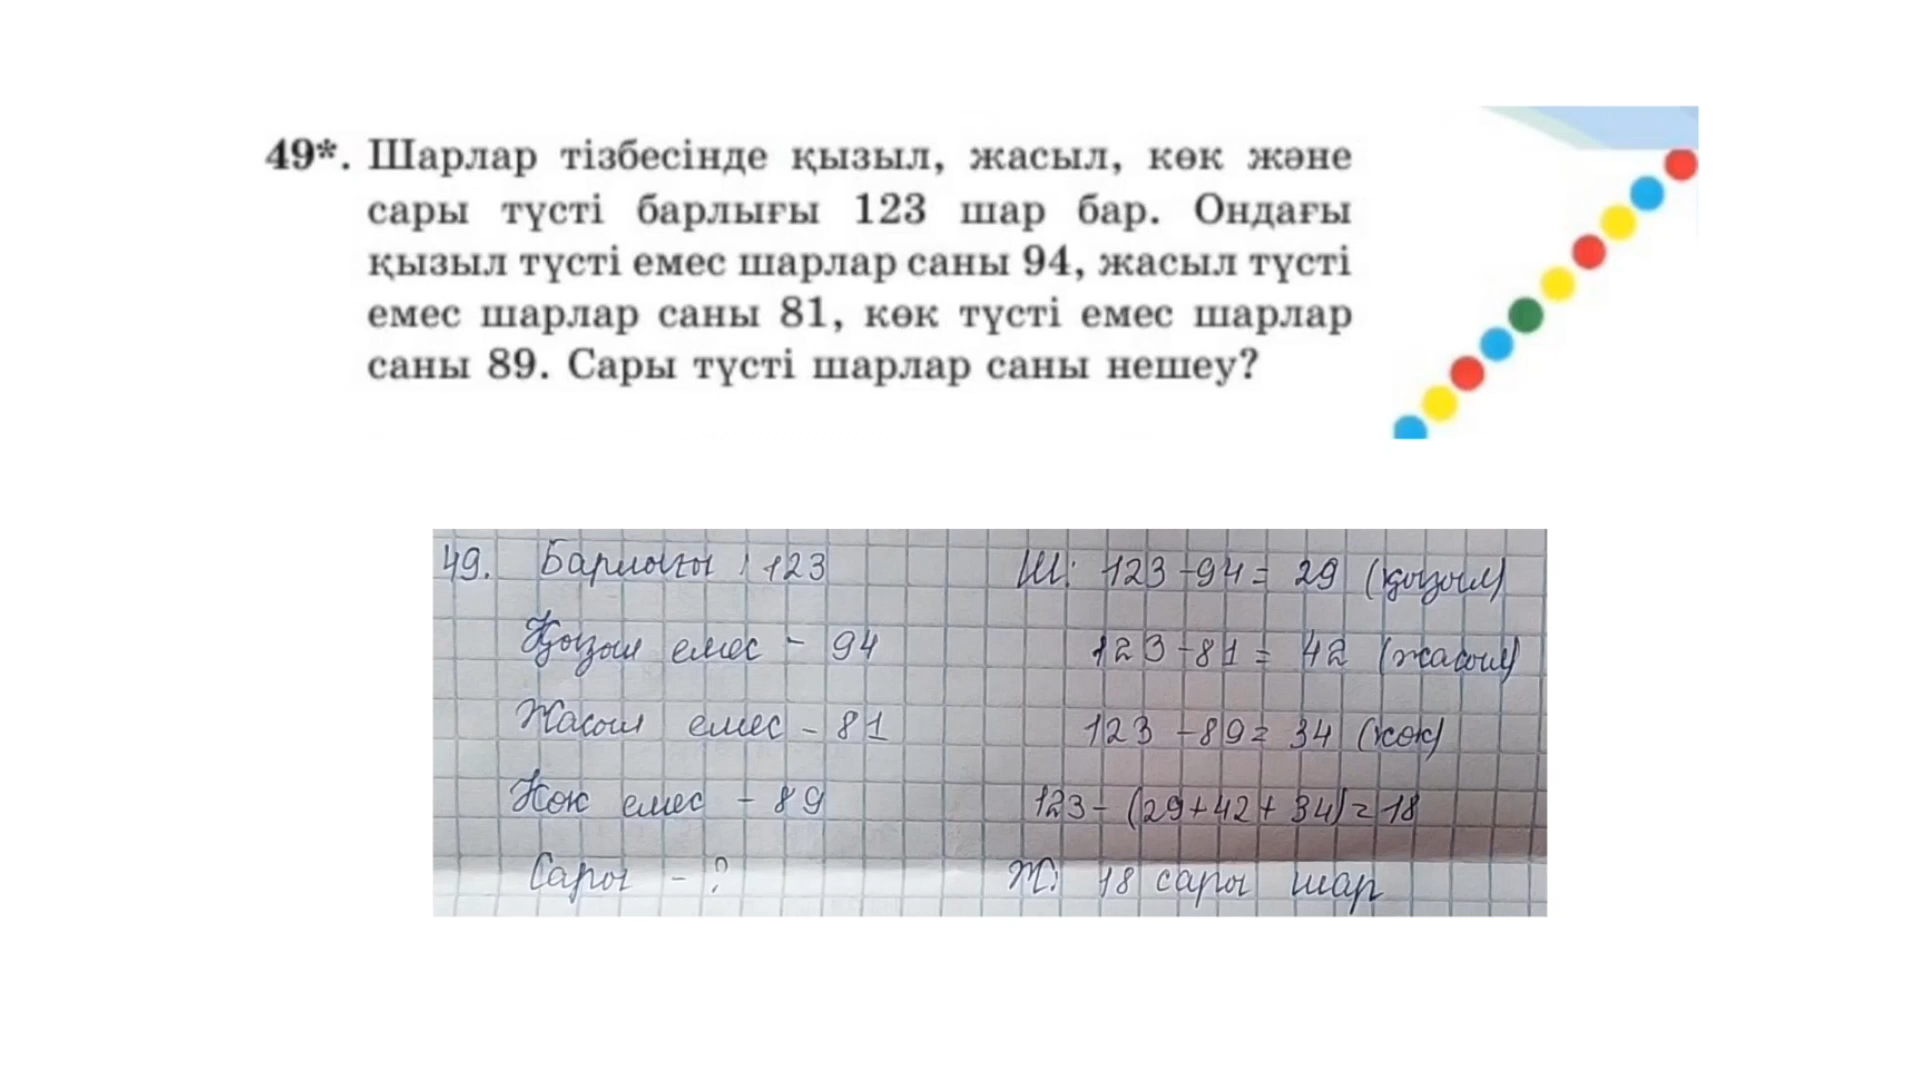 49*. Шарлар тізбесінде қызыл, жасыл, көк және
сары түсті барлығы 123 шар бар. Ондағы
қызыл түсті емес шарлар саны 94, жасыл түсті
емес шарлар саны 81, көк түсті емес шарлар
саны 89. Сары түсті шарлар саны нешеу?
49. Барлығы : 123
Қызыл емес - 94
Жасыл емес - 81
Көк емес - 89
Сары - ?
Ш: 123-94= 29 (қызыл)
123-81= 42 (жасыл)
123-89= 34 (көк)
123-(29+42+34)=18
Ж: 18 сары шар